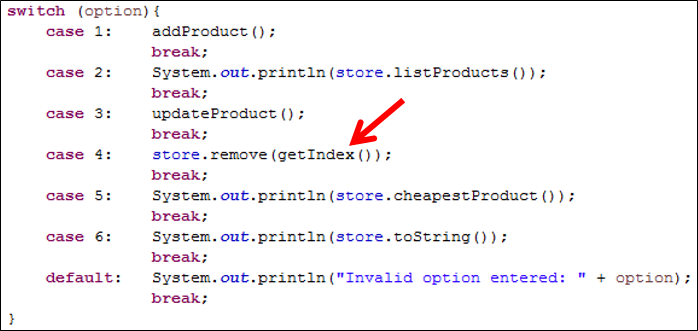 switch (option){
case 1: addProduct();
break;
case 2: System.out.println(store.listProducts());
break;
case 3: updateProduct();
break;
case 4: store.remove(getIndex());
break;
case 5: System.out.println(store.cheapestProduct());
break;
case 6: System.out.println(store.toString());
break;
default: System.out.println("Invalid option entered: " + option);
break;
}